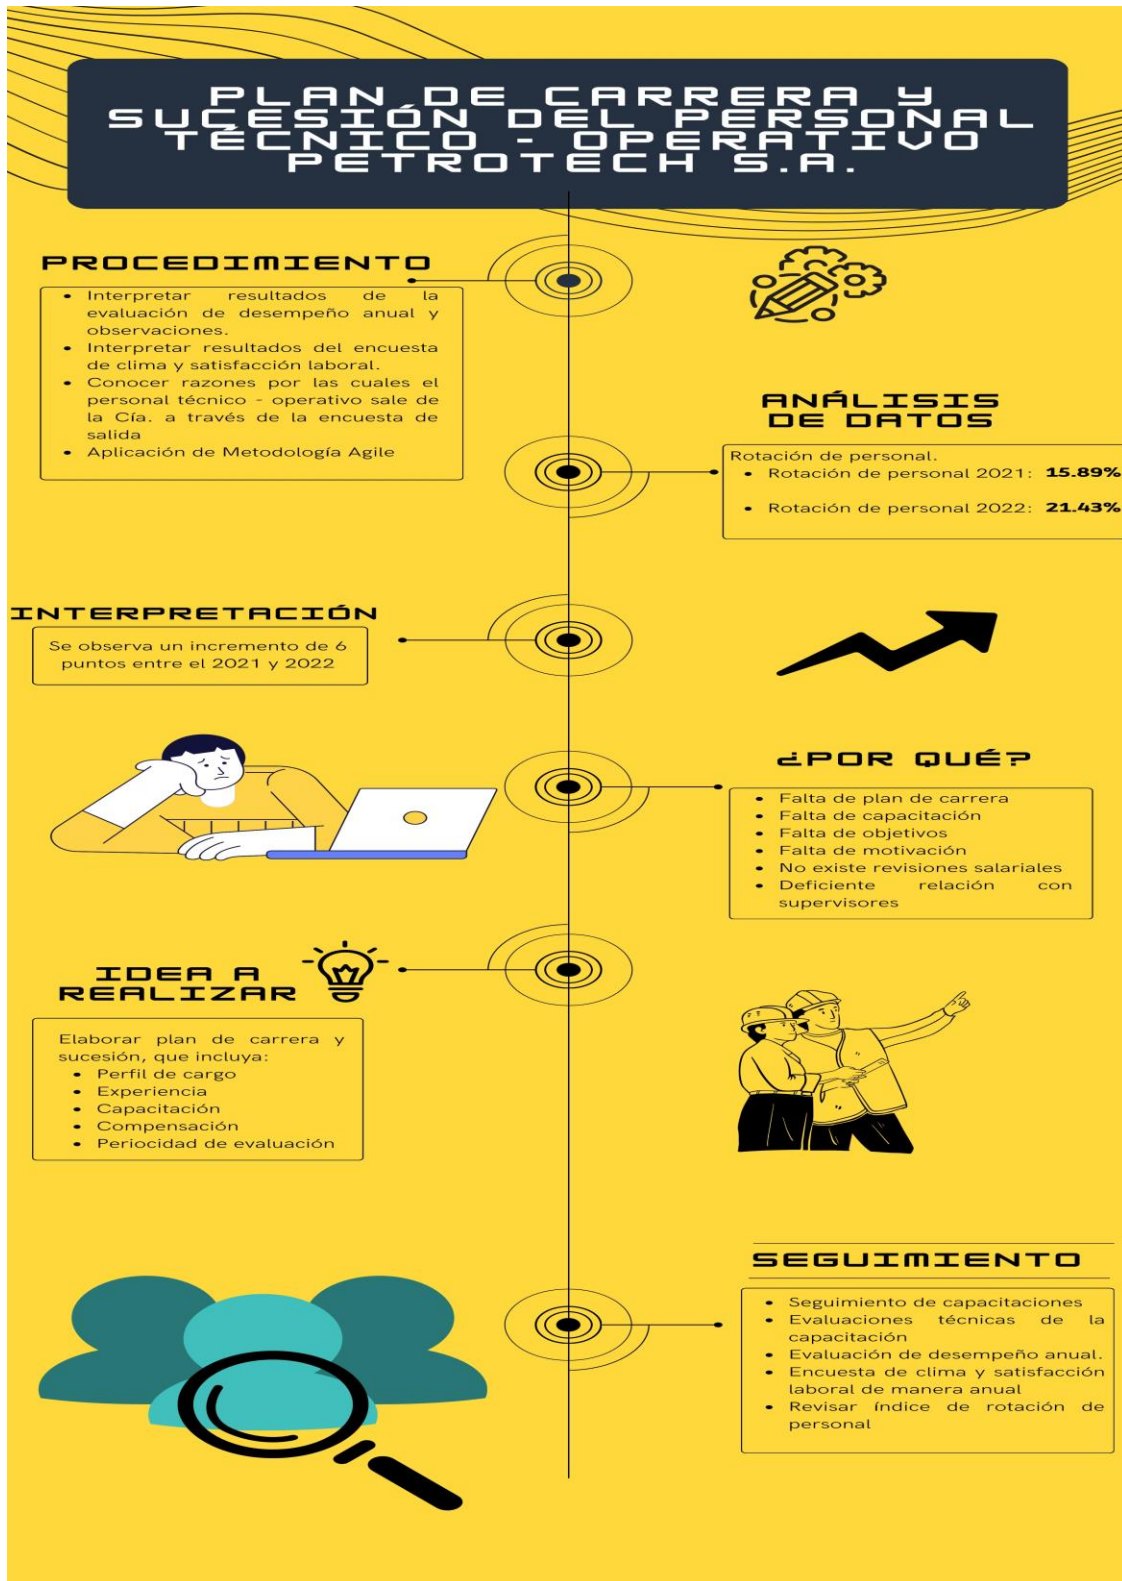 PLAN DE CARRERA Y
SUCESIÓN DEL PERSONAL
TÉCNICO - OPERATIVO
PETROTECH S.A.
PROCEDIMIENTO
• Interpretar resultados de la
evaluación de desempeño anual y
observaciones.
• Interpretar resultados del encuesta
de clima y satisfacción laboral.
• Conocer razones por las cuales el
personal técnico - operativo sale de
la Cía. a través de la encuesta de
salida
• Aplicación de Metodología Agile
ANÁLISIS
DE DATOS
Rotación de personal.
• Rotación de personal 2021: 15.89%
• Rotación de personal 2022: 21.43%
INTERPRETACIÓN
Se observa un incremento de 6
puntos entre el 2021 y 2022
¿POR QUÉ?
• Falta de plan de carrera
• Falta de capacitación
• Falta de objetivos
• Falta de motivación
• No existe revisiones salariales
• Deficiente relación con
supervisores
IDEA A
REALIZAR
Elaborar plan de carrera y
sucesión, que incluya:
• Perfil de cargo
• Experiencia
• Capacitación
• Compensación
• Periocidad de evaluación
SEGUIMIENTO
• Seguimiento de capacitaciones
• Evaluaciones técnicas de la
capacitación
• Evaluación de desempeño anual.
• Encuesta de clima y satisfacción
laboral de manera anual
• Revisar índice de rotación de
personal